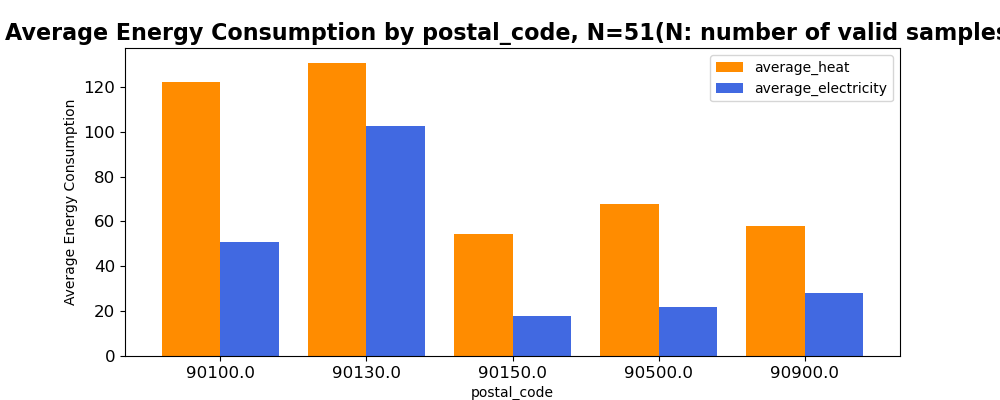 Average Energy Consumption by postal_code, N=51(N: number of valid samples
average_heat
average_electricity
Average Energy Consumption
120
100
80
60
40
20
0
90100.0 90130.0 90150.0 90500.0 90900.0
postal_code